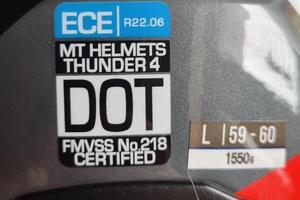 ECE R22.06
MT HELMETS
THUNDER 4
DOT
FMVSS No.218
CERTIFIED
L 59-60
1550g